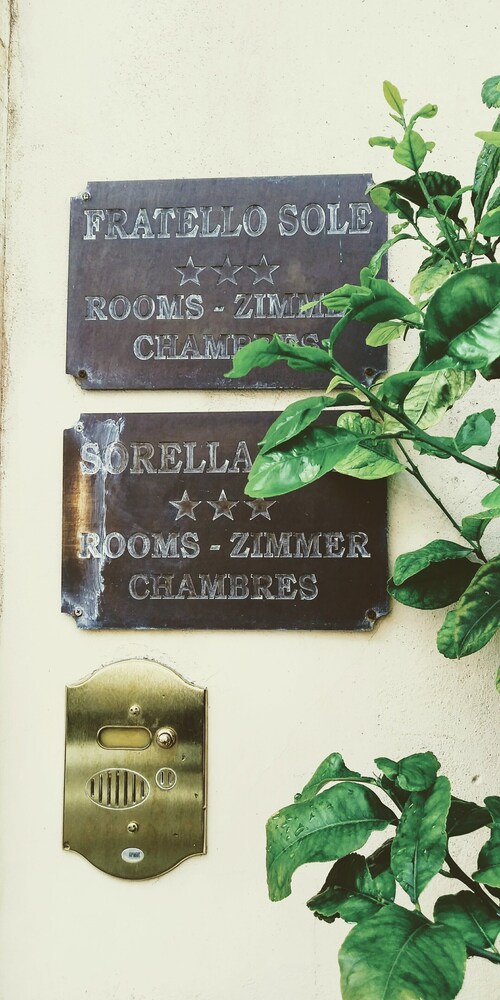 FRATELLO SOLE
ROOMS - ZIMME
CHAMBRES
SORELLA
ROOMS - ZIMMER
CHAMBRES